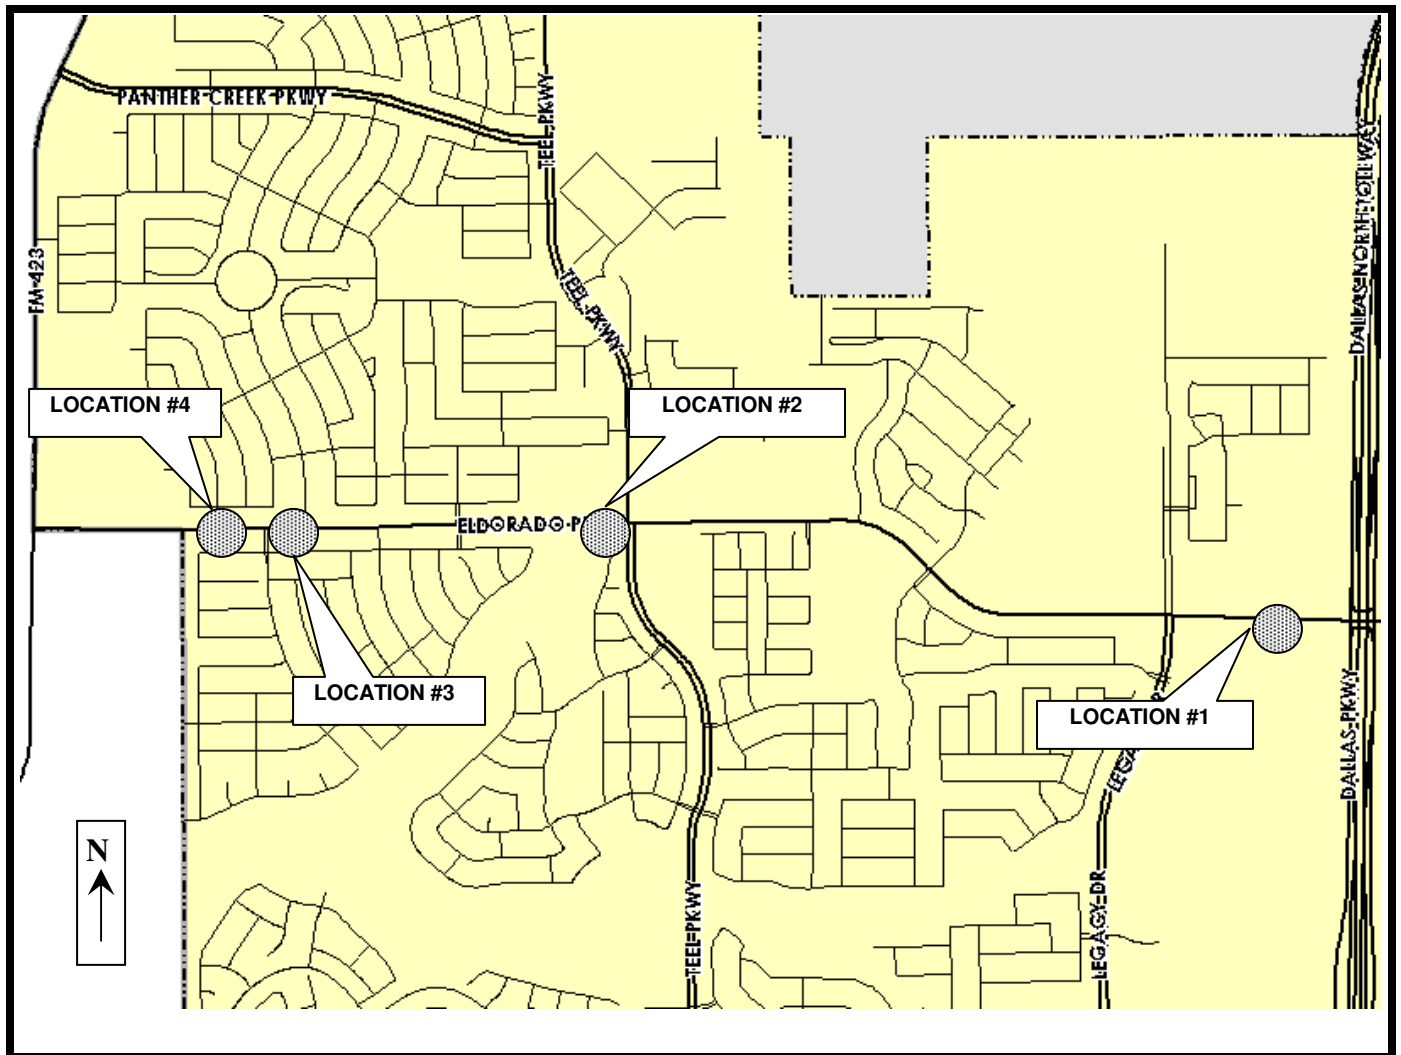 PANTHER CREEK PKWY
TEEL PKWY
DALLAS NORTH TOLLWAY
FM 423
TEEL PKWY
LOCATION #4
LOCATION #2
ELDORADO P
LOCATION #3
LOCATION #1
DALLAS PKWY
N
TEEL PKWY
LEGACY DR